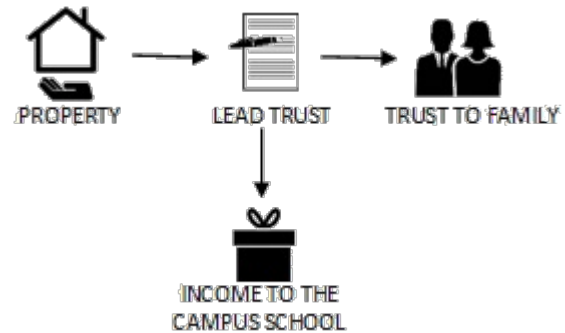 PROPERTY
LEAD TRUST
TRUST TO FAMILY
INCOME TO THE
CAMPUS SCHOOL